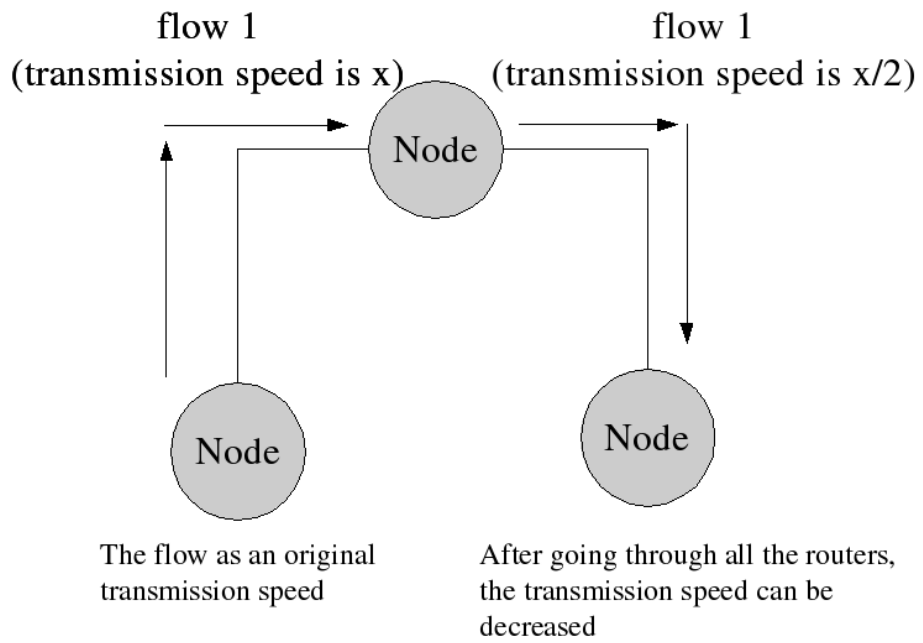 flow 1
(transmission speed is x)
flow 1
(transmission speed is x/2)
Node
Node
Node
The flow as an original
transmission speed
After going through all the routers,
the transmission speed can be
decreased